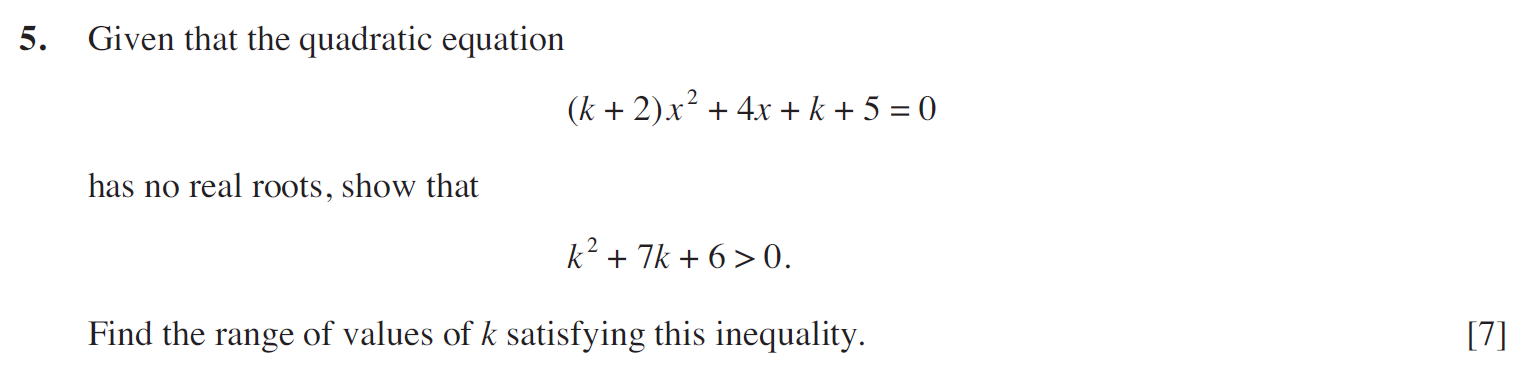 5. Given that the quadratic equation
(k + 2)x² + 4x + k + 5 = 0
has no real roots, show that
k² + 7k + 6 > 0.
Find the range of values of k satisfying this inequality. [7]